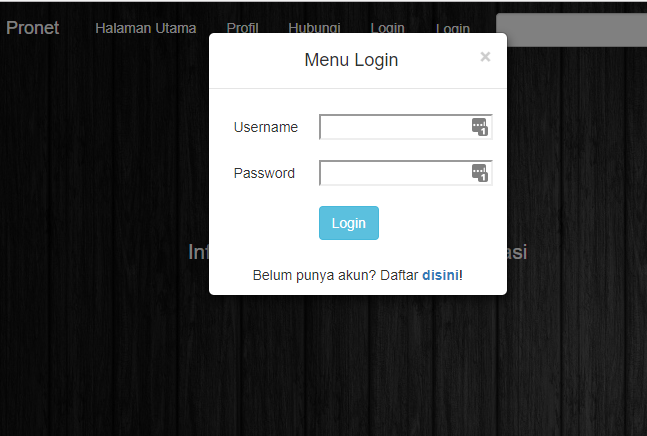 Pronet Halaman Utama Profil Hubungi Login Login
Menu Login ×
Username
Password
Login
Belum punya akun? Daftar disini!